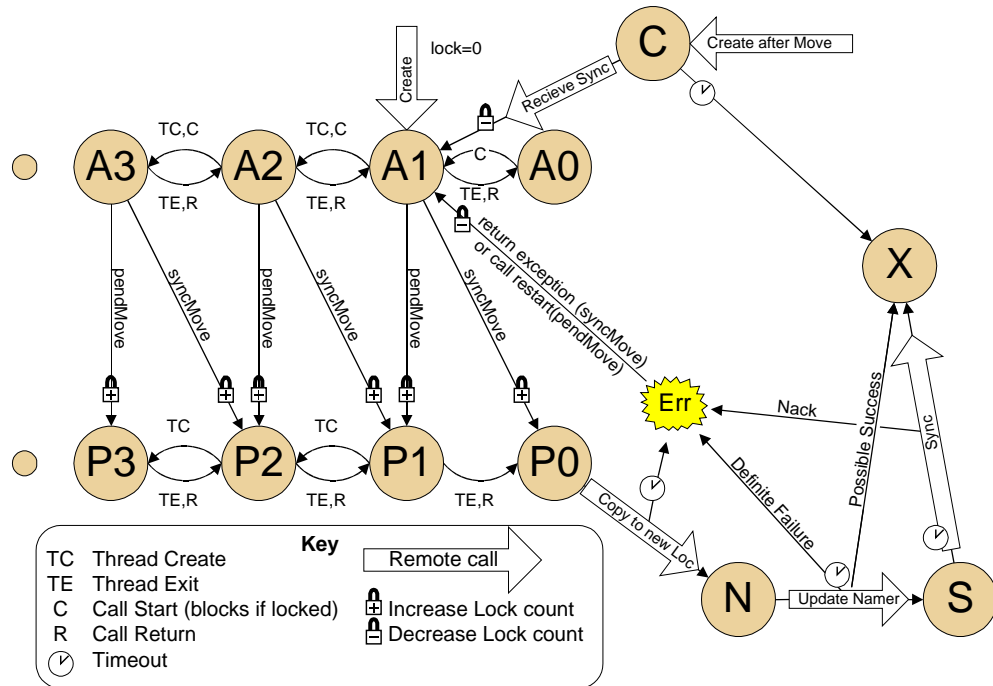 lock=0
Create
C
Create after Move
Recieve Sync
TC,C
TC,C
C
A3
A2
A1
A0
TE,R
TE,R
TE,R
X
pendMove
syncMove
pendMove
syncMove
pendMove
syncMove
return exception (syncMove)
or call restart(pendMove)
Err
Nack
Possible Success
Sync
Definite Failure
TC
TC
P3
P2
P1
P0
TE,R
TE,R
TE,R
Copy to new Loc
N
Update Namer
S
Key
TC Thread Create
TE Thread Exit
C Call Start (blocks if locked)
R Call Return
Timeout
Remote call
Increase Lock count
Decrease Lock count